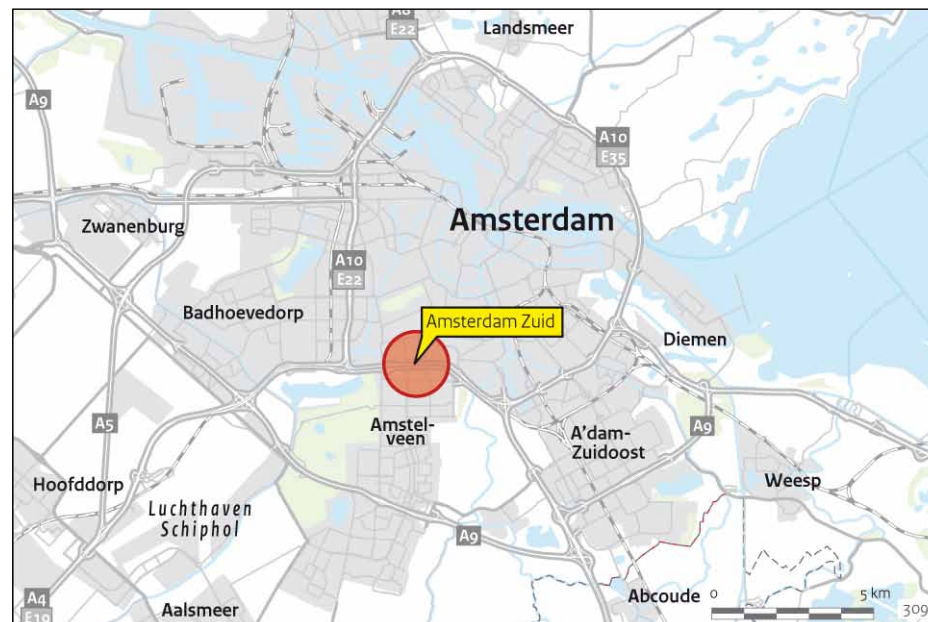 A8
E22
Landsmeer
A9
A10
E35
Amsterdam
Zwanenburg
A10
E22
Badhoevedorp
Amsterdam Zuid
Diemen
A5
Amstel-
veen
A9
A'dam-
Zuidoost
Hoofddorp
Weesp
Luchthaven
Schiphol
A9
A4
E19
Aalsmeer
Abcoude
0 5 km
309